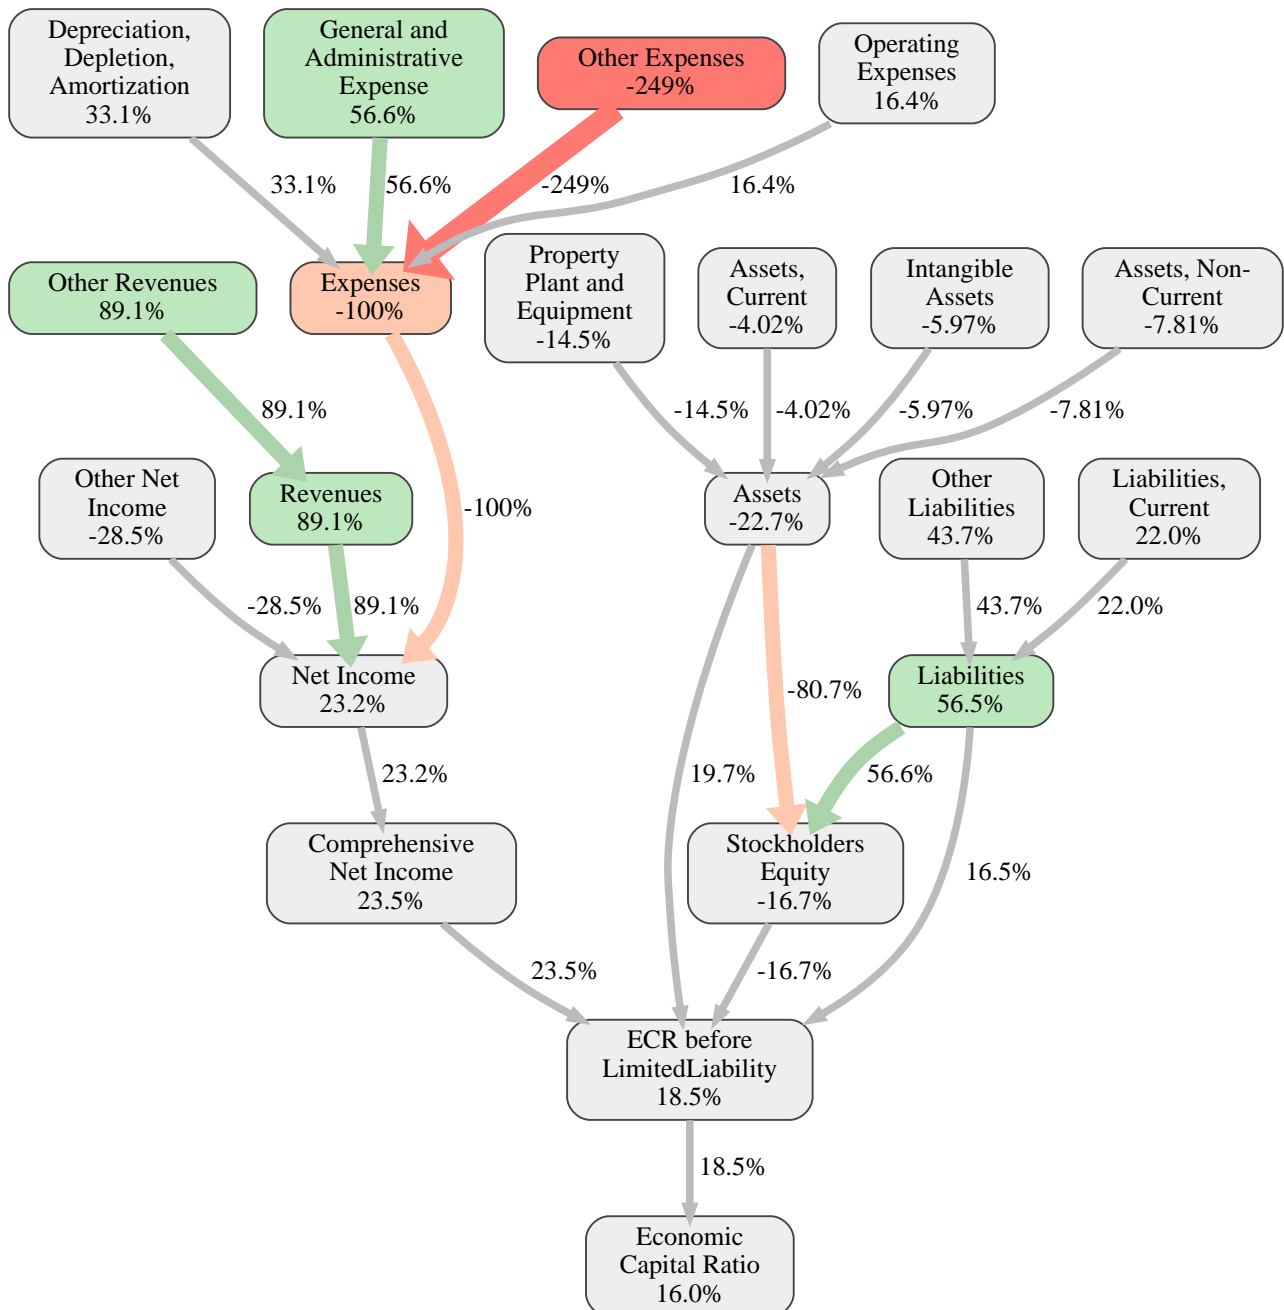 Depreciation,
Depletion,
Amortization
33.1%
General and
Administrative
Expense
56.6%
Other Expenses
-249%
Operating
Expenses
16.4%
33.1%
56.6%
-249%
16.4%
Other Revenues
89.1%
Expenses
-100%
Property
Plant and
Equipment
-14.5%
Assets,
Current
-4.02%
Intangible
Assets
-5.97%
Assets, Non-
Current
-7.81%
89.1%
-14.5%
-4.02%
-5.97%
-7.81%
Other Net
Income
-28.5%
Revenues
89.1%
-100%
Assets
-22.7%
Other
Liabilities
43.7%
Liabilities,
Current
22.0%
-28.5%
89.1%
43.7%
22.0%
Net Income
23.2%
-80.7%
Liabilities
56.5%
23.2%
19.7%
56.6%
Comprehensive
Net Income
23.5%
Stockholders
Equity
-16.7%
16.5%
23.5%
-16.7%
ECR before
LimitedLiability
18.5%
18.5%
Economic
Capital Ratio
16.0%